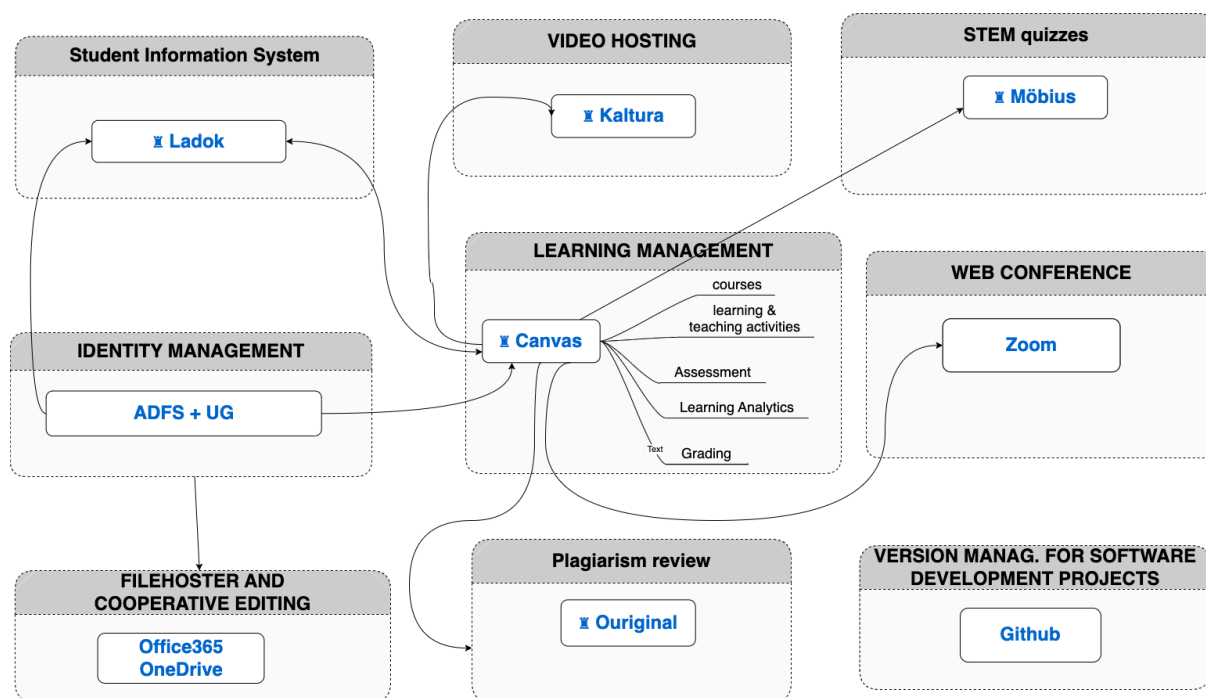 Student Information System
♜ Ladok
VIDEO HOSTING
♜ Kaltura
STEM quizzes
♜ Möbius
LEARNING MANAGEMENT
♜ Canvas
courses
learning &
teaching activities
Assessment
Learning Analytics
Text
Grading
WEB CONFERENCE
Zoom
IDENTITY MANAGEMENT
ADFS + UG
FILEHOSTER AND
COOPERATIVE EDITING
Office365
OneDrive
Plagiarism review
♜ Ouriginal
VERSION MANAG. FOR SOFTWARE
DEVELOPMENT PROJECTS
Github